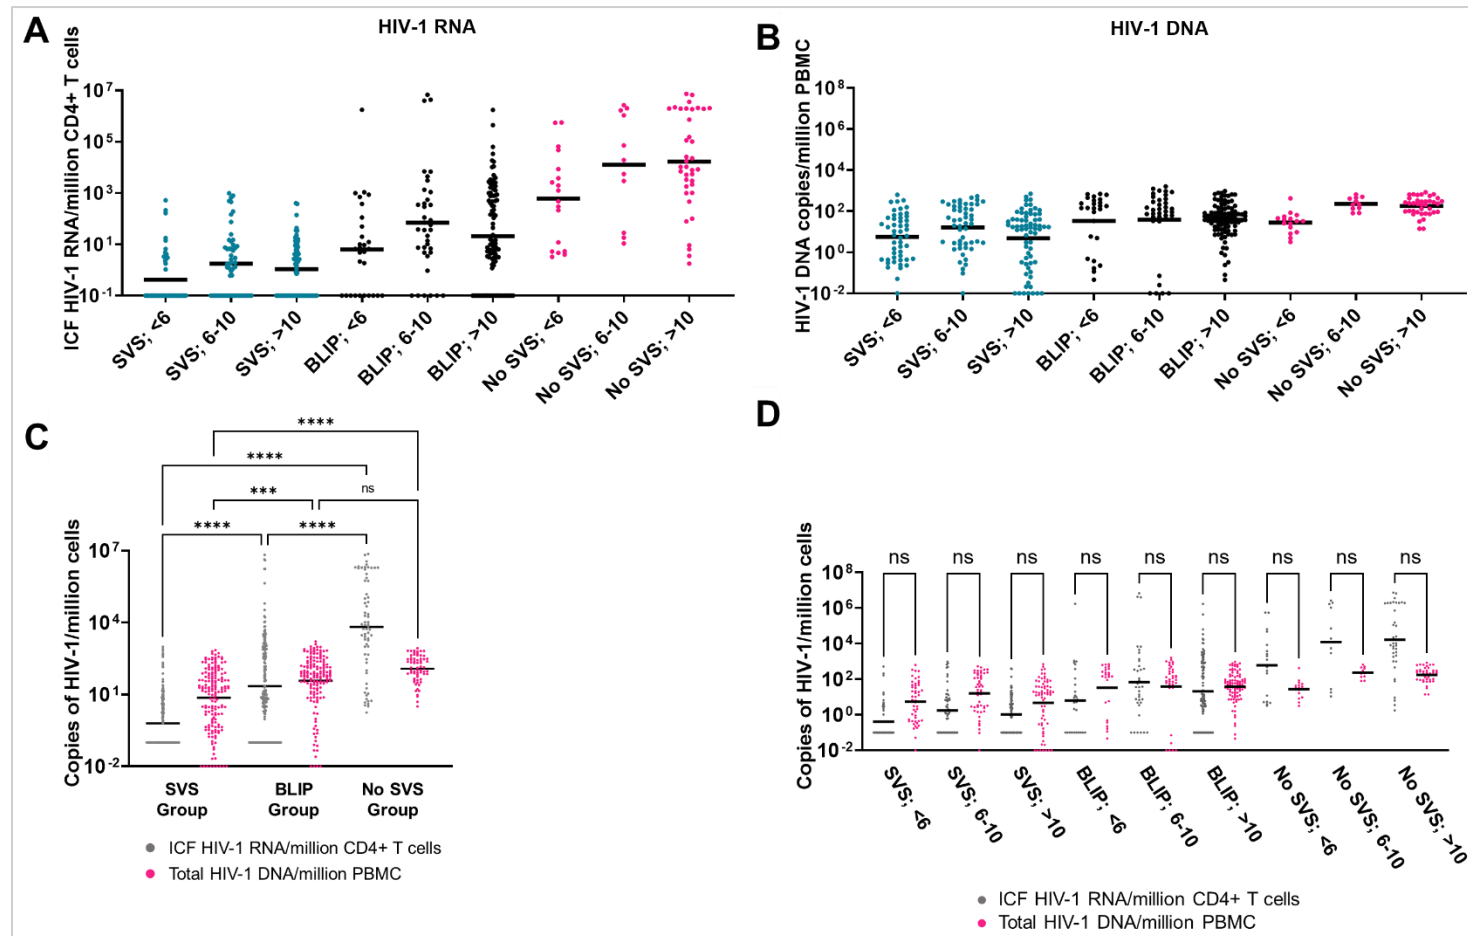 A
HIV-1 RNA
ICF HIV-1 RNA/million CD4+ T cells
10^7
10^5
10^3
10^1
10^-1
SVS; <6
SVS; 6-10
SVS; >10
BLIP; <6
BLIP; 6-10
BLIP; >10
No SVS; <6
No SVS; 6-10
No SVS; >10
B
HIV-1 DNA
HIV-1 DNA copies/million PBMC
10^8
10^6
10^4
10^2
10^0
10^-2
SVS; <6
SVS; 6-10
SVS; >10
BLIP; <6
BLIP; 6-10
BLIP; >10
No SVS; <6
No SVS; 6-10
No SVS; >10
C
****
****
*** ns
**** ****
Copies of HIV-1/million cells
10^7
10^4
10^1
10^-2
SVS Group
BLIP Group
No SVS Group
ICF HIV-1 RNA/million CD4+ T cells
Total HIV-1 DNA/million PBMC
D
ns ns ns ns ns ns ns ns ns
Copies of HIV-1/million cells
10^8
10^6
10^4
10^2
10^0
10^-2
SVS; <6
SVS; 6-10
SVS; >10
BLIP; <6
BLIP; 6-10
BLIP; >10
No SVS; <6
No SVS; 6-10
No SVS; >10
ICF HIV-1 RNA/million CD4+ T cells
Total HIV-1 DNA/million PBMC